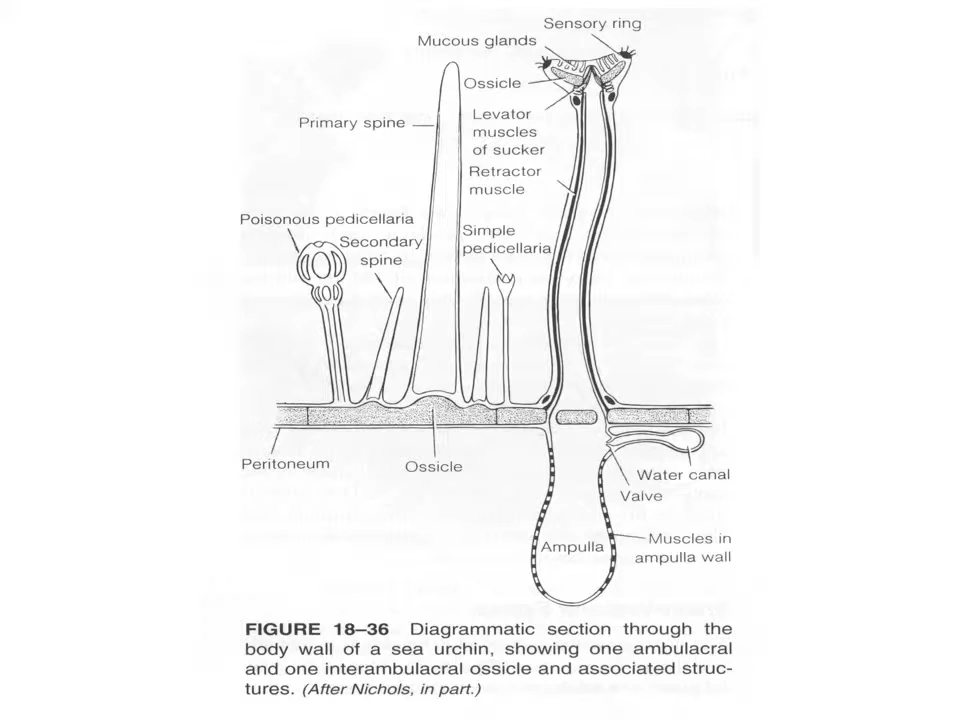 Sensory ring
Mucous glands
Ossicle
Primary spine
Levator
muscles
of sucker
Retractor
muscle
Poisonous pedicellaria
Secondary
spine
Simple
pedicellaria
Peritoneum
Ossicle
Water canal
Valve
Ampulla
Muscles in
ampulla wall
FIGURE 18–36 Diagrammatic section through the
body wall of a sea urchin, showing one ambulacral
and one interambulacral ossicle and associated struc-
tures. (After Nichols, in part.)